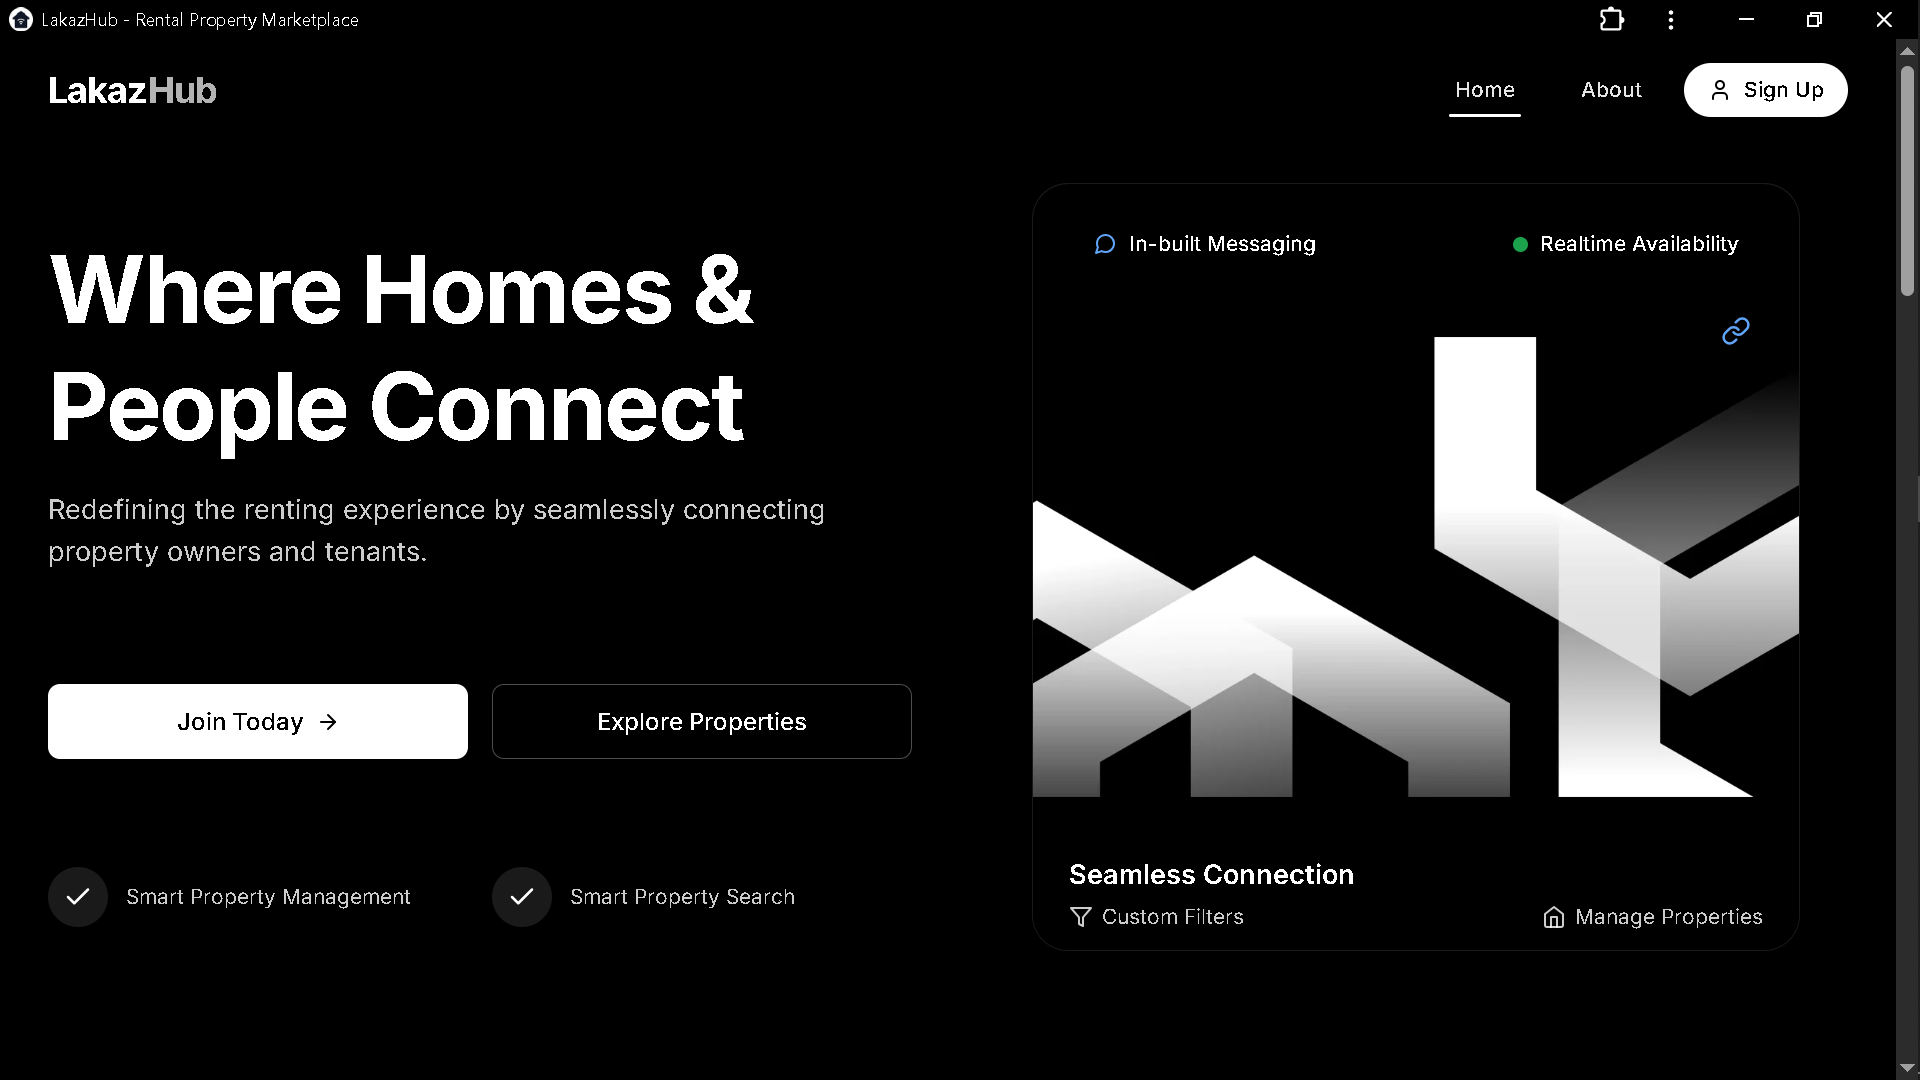 LakazHub - Rental Property Marketplace
LakazHub
Home
About
Sign Up
Where Homes &
People Connect
Redefining the renting experience by seamlessly connecting
property owners and tenants.
Join Today
Explore Properties
Smart Property Management
Smart Property Search
In-built Messaging
Realtime Availability
Seamless Connection
Custom Filters
Manage Properties